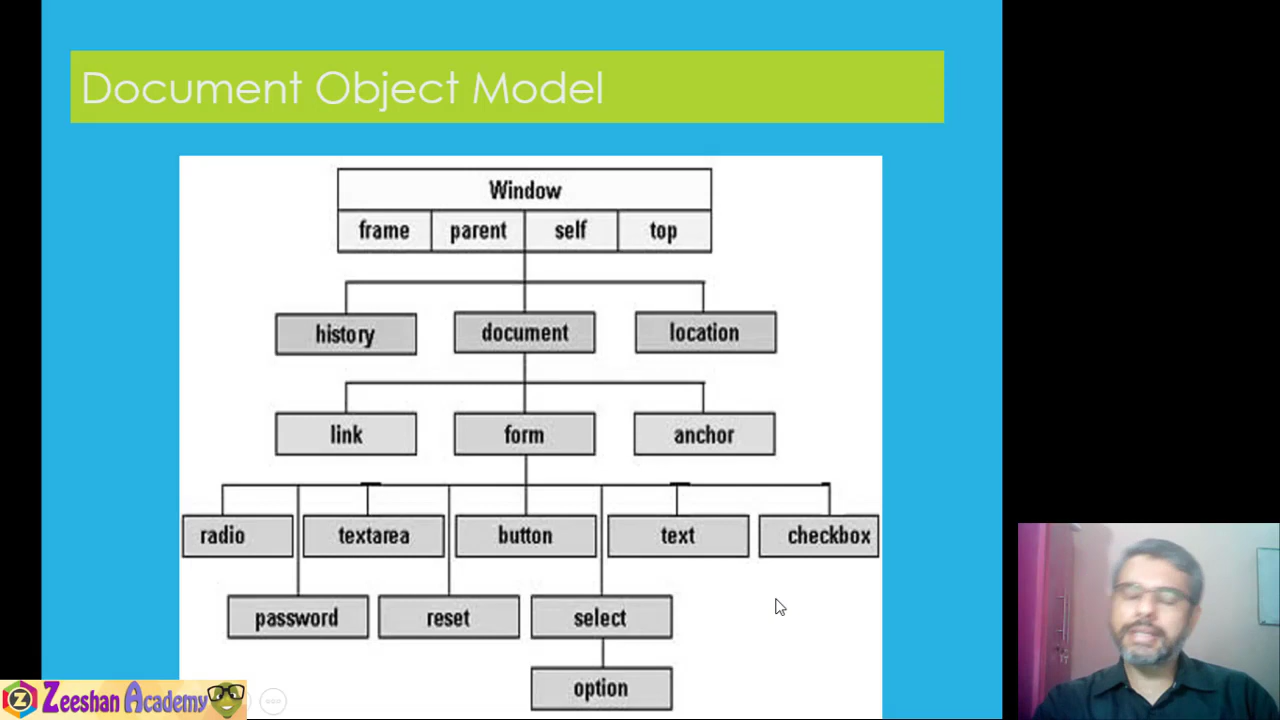 Document Object Model
Window
frame parent self top
history document location
link form anchor
radio textarea button text checkbox
password reset select
option
Z Zeeshan Academy